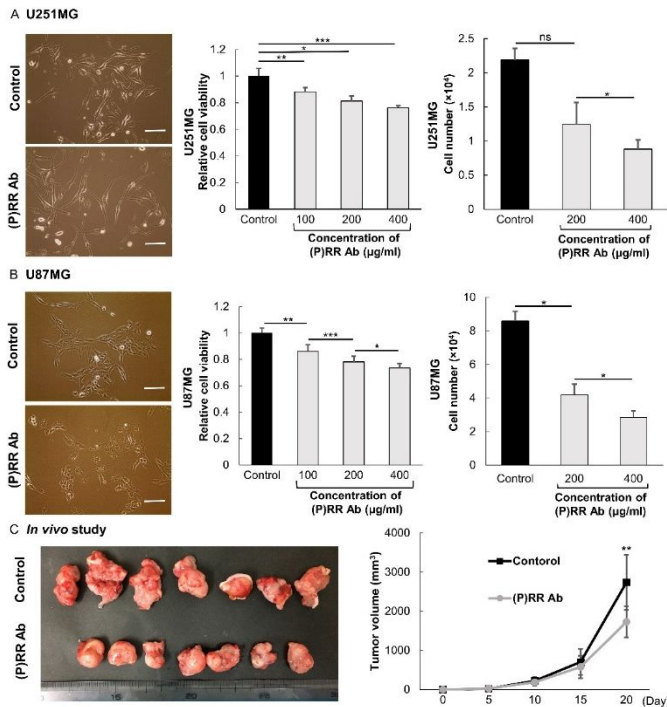 A U251MG
Control
(P)RR Ab
U251MG
Relative cell viability
1.2
1
0.8
0.6
0.4
0.2
0
***
*
**
Control
100
200
400
Concentration of
(P)RR Ab (µg/ml)
U251MG
Cell number (×10⁴)
2.5
2
1.5
1
0.5
0
ns
*
Control
200
400
Concentration of
(P)RR Ab (µg/ml)
B U87MG
Control
(P)RR Ab
U87MG
Relative cell viability
1.2
1
0.8
0.6
0.4
0.2
0
**
***
*
Control
100
200
400
Concentration of
(P)RR Ab (µg/ml)
U87MG
Cell number (×10⁴)
10
8
6
4
2
0
*
*
Control
200
400
Concentration of
(P)RR Ab (µg/ml)
C In vivo study
Control
(P)RR Ab
15
Tumor volume (mm³)
4000
3000
2000
1000
0
Contorol
(P)RR Ab
**
0
5
10
15
20
(Day)